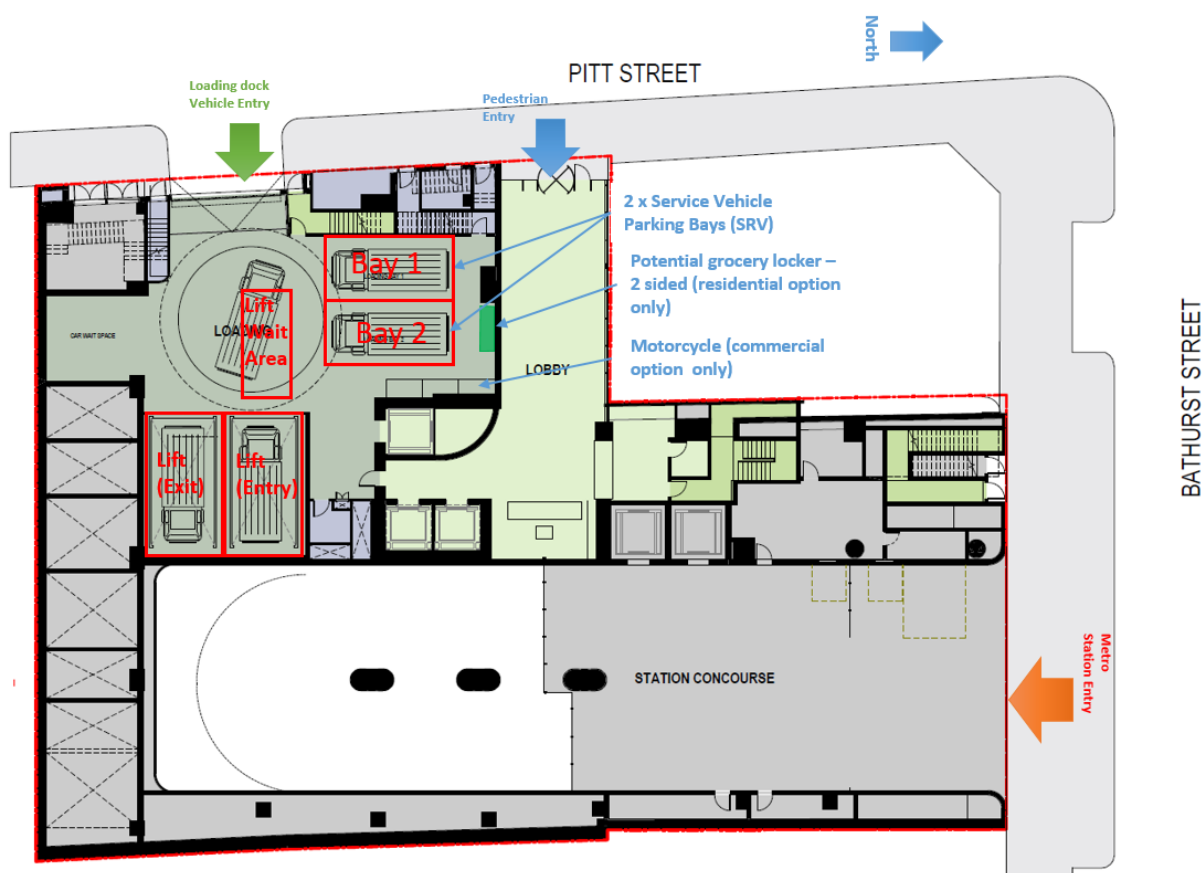 North
PITT STREET
Loading dock
Vehicle Entry
Pedestrian
Entry
2 x Service Vehicle
Parking Bays (SRV)
Bay 1
Potential grocery locker –
2 sided (residential option
only)
Bay 2
Lift
Wait
Area
CAR WAIT SPACE
Motorcycle (commercial
option only)
LOBBY
BATHURST STREET
Lift
(Exit)
Lift
(Entry)
Metro
Station Entry
STATION CONCOURSE